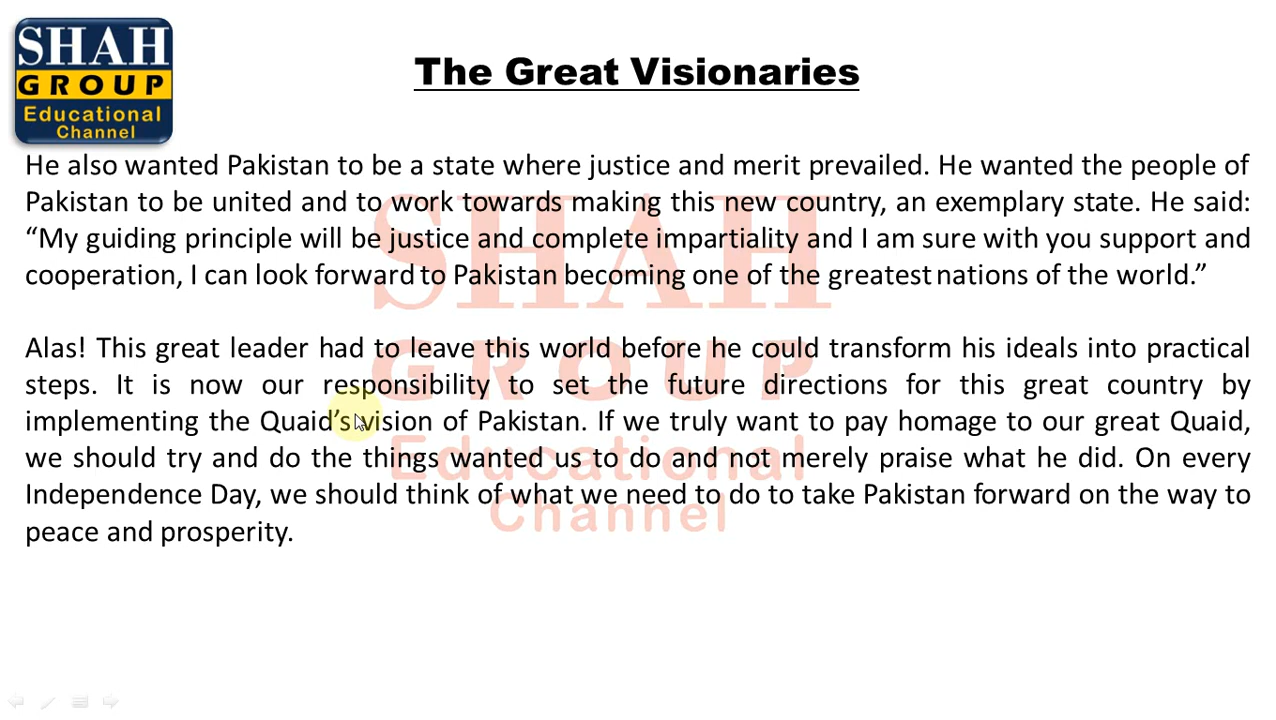 SHAH
GROUP
Educational
Channel
The Great Visionaries
He also wanted Pakistan to be a state where justice and merit prevailed. He wanted the people of
Pakistan to be united and to work towards making this new country, an exemplary state. He said:
“My guiding principle will be justice and complete impartiality and I am sure with you support and
cooperation, I can look forward to Pakistan becoming one of the greatest nations of the world.”
Alas! This great leader had to leave this world before he could transform his ideals into practical
steps. It is now our responsibility to set the future directions for this great country by
implementing the Quaid’s vision of Pakistan. If we truly want to pay homage to our great Quaid,
we should try and do the things wanted us to do and not merely praise what he did. On every
Independence Day, we should think of what we need to do to take Pakistan forward on the way to
peace and prosperity.
SHAH
GROUP
Educational
Channel